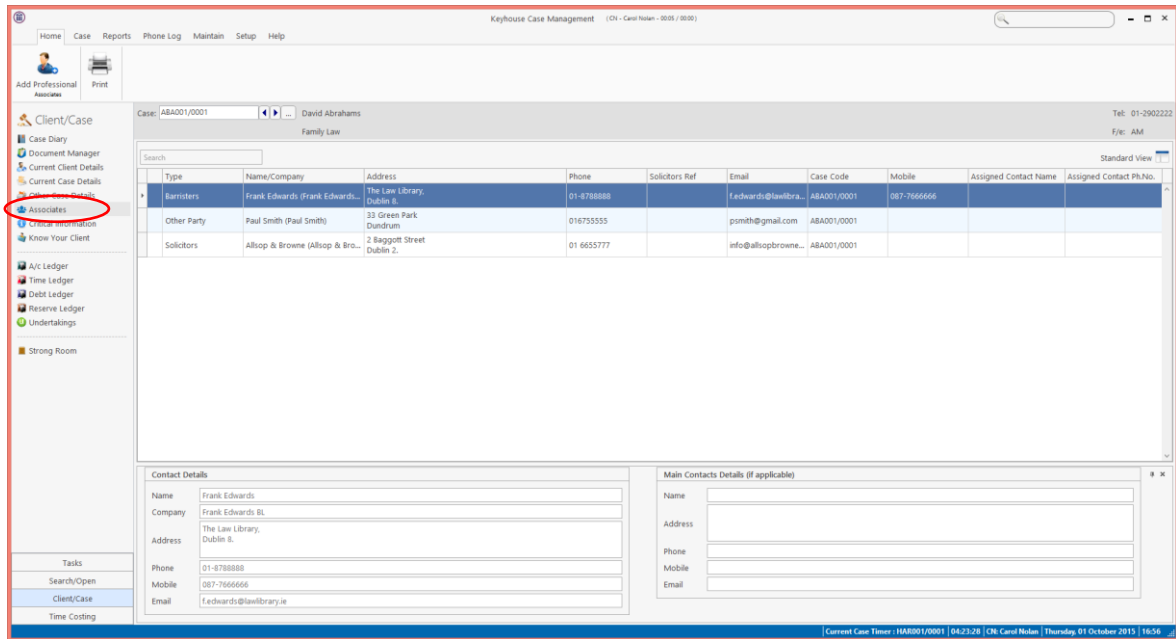 Keyhouse Case Management (CN - Carol Nolan - 00:05 / 00:00)
Home Case Reports Phone Log Maintain Setup Help
Add Professional Print
Associates
Client/Case
Case Diary
Document Manager
Current Client Details
Current Case Details
Other Case Details
Associates
Critical Information
Know Your Client
A/c Ledger
Time Ledger
Debt Ledger
Reserve Ledger
Undertakings
Strong Room
Tasks
Search/Open
Client/Case
Time Costing
Case: ABA001/0001 ... David Abrahams Tel: 01-2902222
Family Law F/e: AM
Search Standard View
Type Name/Company Address Phone Solicitors Ref Email Case Code Mobile Assigned Contact Name Assigned Contact Ph.No.
Barristers Frank Edwards (Frank Edwards... The Law Library, 01-8788888 f.edwards@lawlibra... ABA001/0001 087-7666666
Dublin 8.
Other Party Paul Smith (Paul Smith) 33 Green Park 016755555 psmith@gmail.com ABA001/0001
Dundrum
Solicitors Allsop & Browne (Allsop & Bro... 2 Baggott Street 01 6655777 info@allsopbrowne... ABA001/0001
Dublin 2.
Contact Details
Name Frank Edwards
Company Frank Edwards BL
Address The Law Library,
Dublin 8.
Phone 01-8788888
Mobile 087-7666666
Email f.edwards@lawlibrary.ie
Main Contacts Details (if applicable)
Name
Address
Phone
Mobile
Email
Current Case Timer : HAR001/0001 04:23:28 CN: Carol Nolan Thursday, 01 October 2015 16:56